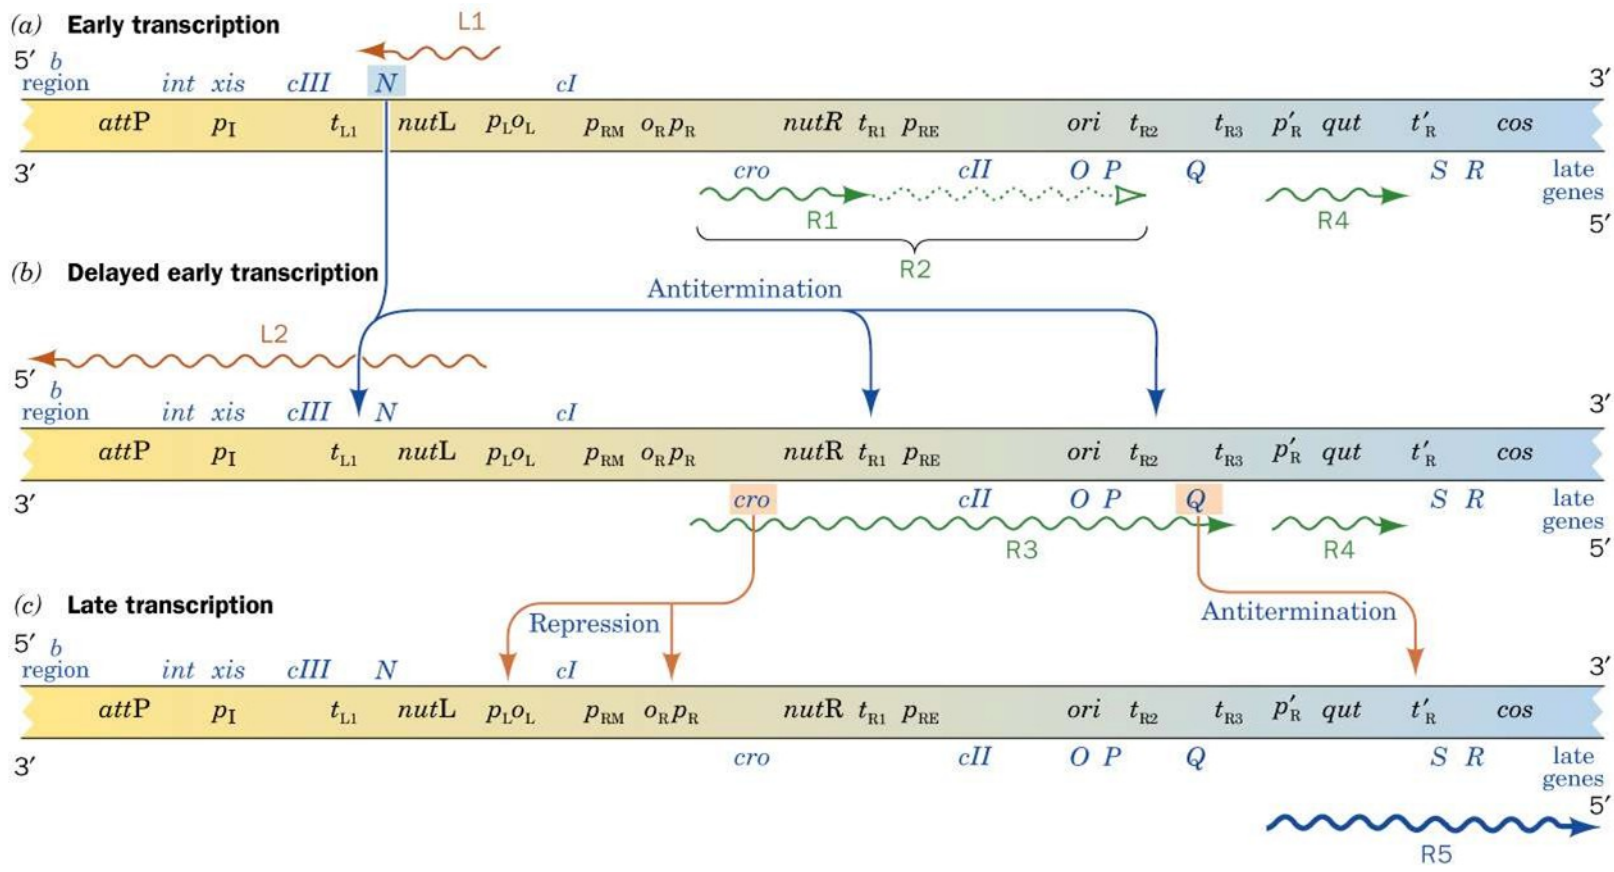 (a) Early transcription
L1
5′ b region int xis cIII N cI 3′
attP pI tL1 nutL pLoL pRM oRpR nutR tR1 pRE ori tR2 tR3 p′R qut t′R cos
3′ cro cII O P Q S R late genes 5′
R1 R4
R2
(b) Delayed early transcription
Antitermination
L2
5′ b region int xis cIII N cI 3′
attP pI tL1 nutL pLoL pRM oRpR nutR tR1 pRE ori tR2 tR3 p′R qut t′R cos
3′ cro cII O P Q S R late genes 5′
R3 R4
(c) Late transcription
Repression Antitermination
5′ b region int xis cIII N cI 3′
attP pI tL1 nutL pLoL pRM oRpR nutR tR1 pRE ori tR2 tR3 p′R qut t′R cos
3′ cro cII O P Q S R late genes 5′
R5